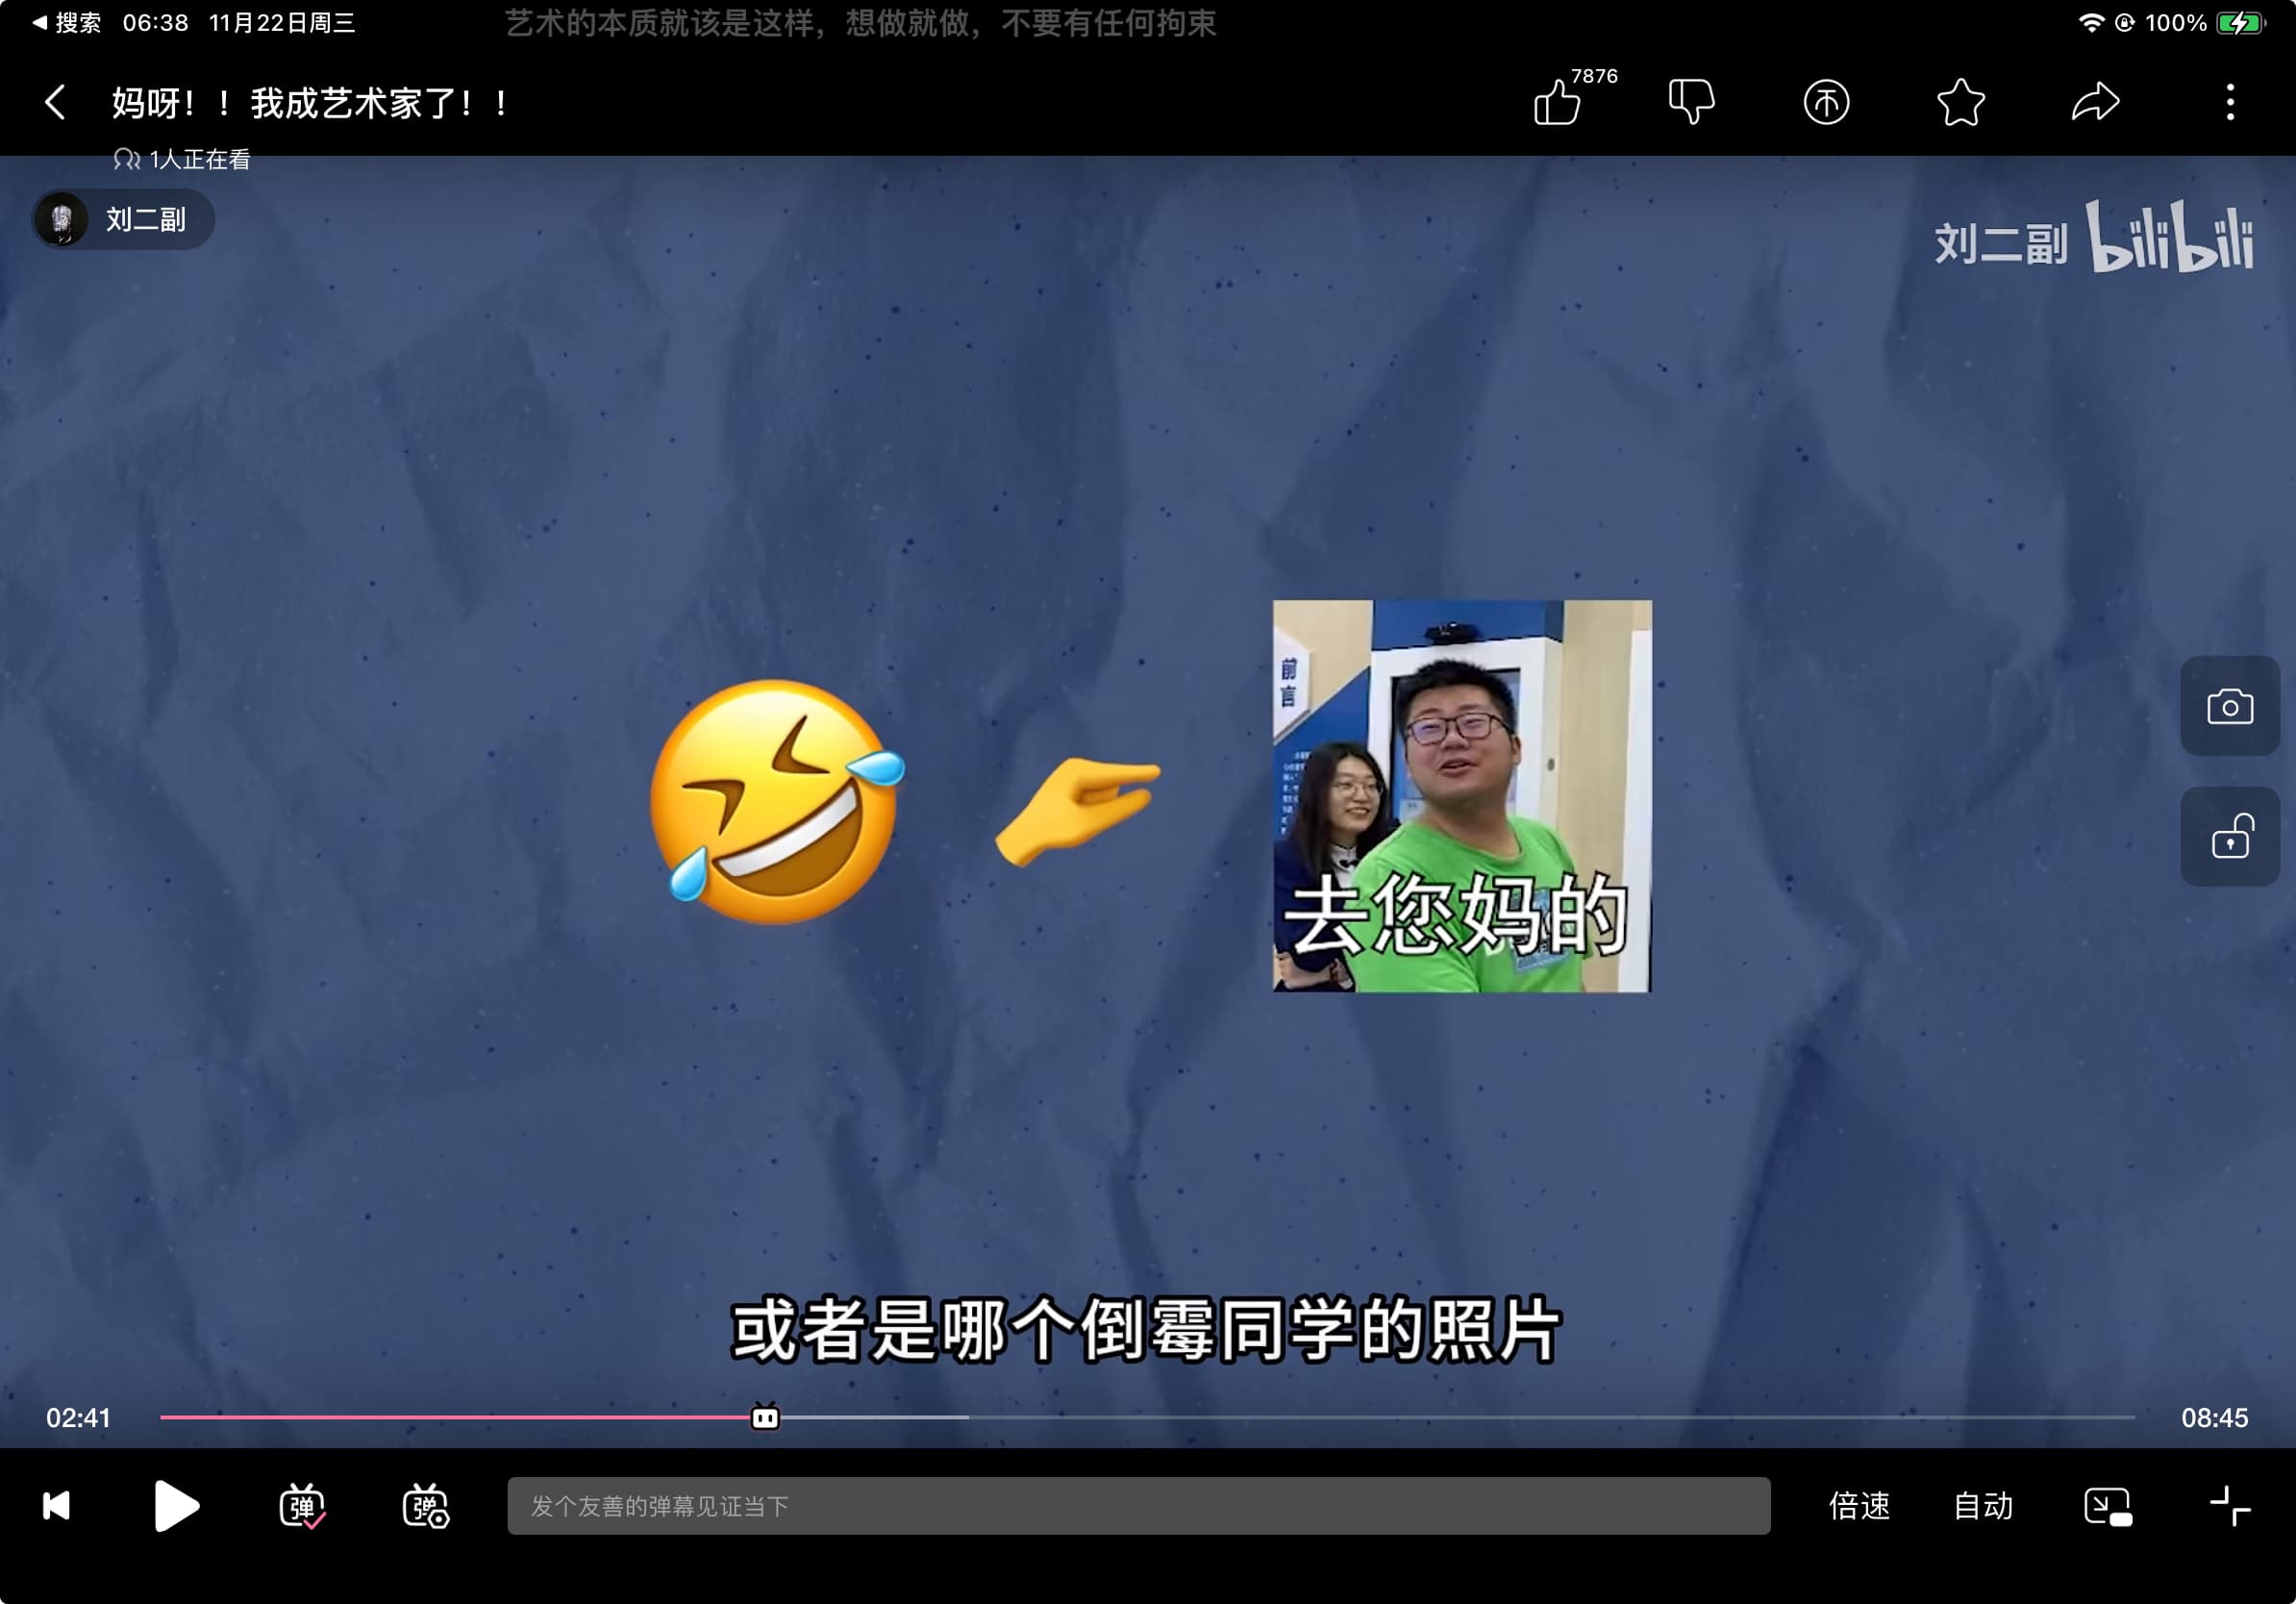 搜索 06:38 11月22日周三
艺术的本质就该是这样，想做就做，不要有任何拘束
100%
妈呀！！我成艺术家了！！
7876
1人正在看
刘二副
刘二副 bilibili
前言
去您妈的
或者是哪个倒霉同学的照片
02:41
08:45
弹
弹
发个友善的弹幕见证当下
倍速
自动